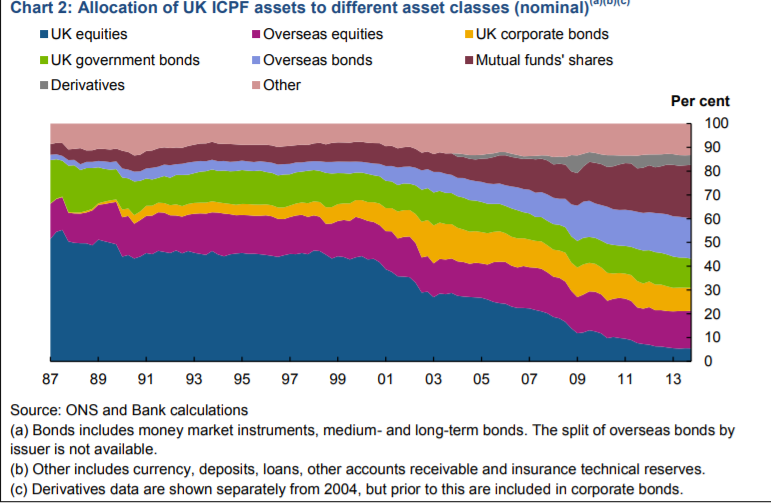 Chart 2: Allocation of UK ICPF assets to different asset classes (nominal)(a)(b)(c)
UK equities Overseas equities UK corporate bonds
UK government bonds Overseas bonds Mutual funds' shares
Derivatives Other
Per cent
100
90
80
70
60
50
40
30
20
10
0
87 89 91 93 95 97 99 01 03 05 07 09 11 13
Source: ONS and Bank calculations
(a) Bonds includes money market instruments, medium- and long-term bonds. The split of overseas bonds by
issuer is not available.
(b) Other includes currency, deposits, loans, other accounts receivable and insurance technical reserves.
(c) Derivatives data are shown separately from 2004, but prior to this are included in corporate bonds.